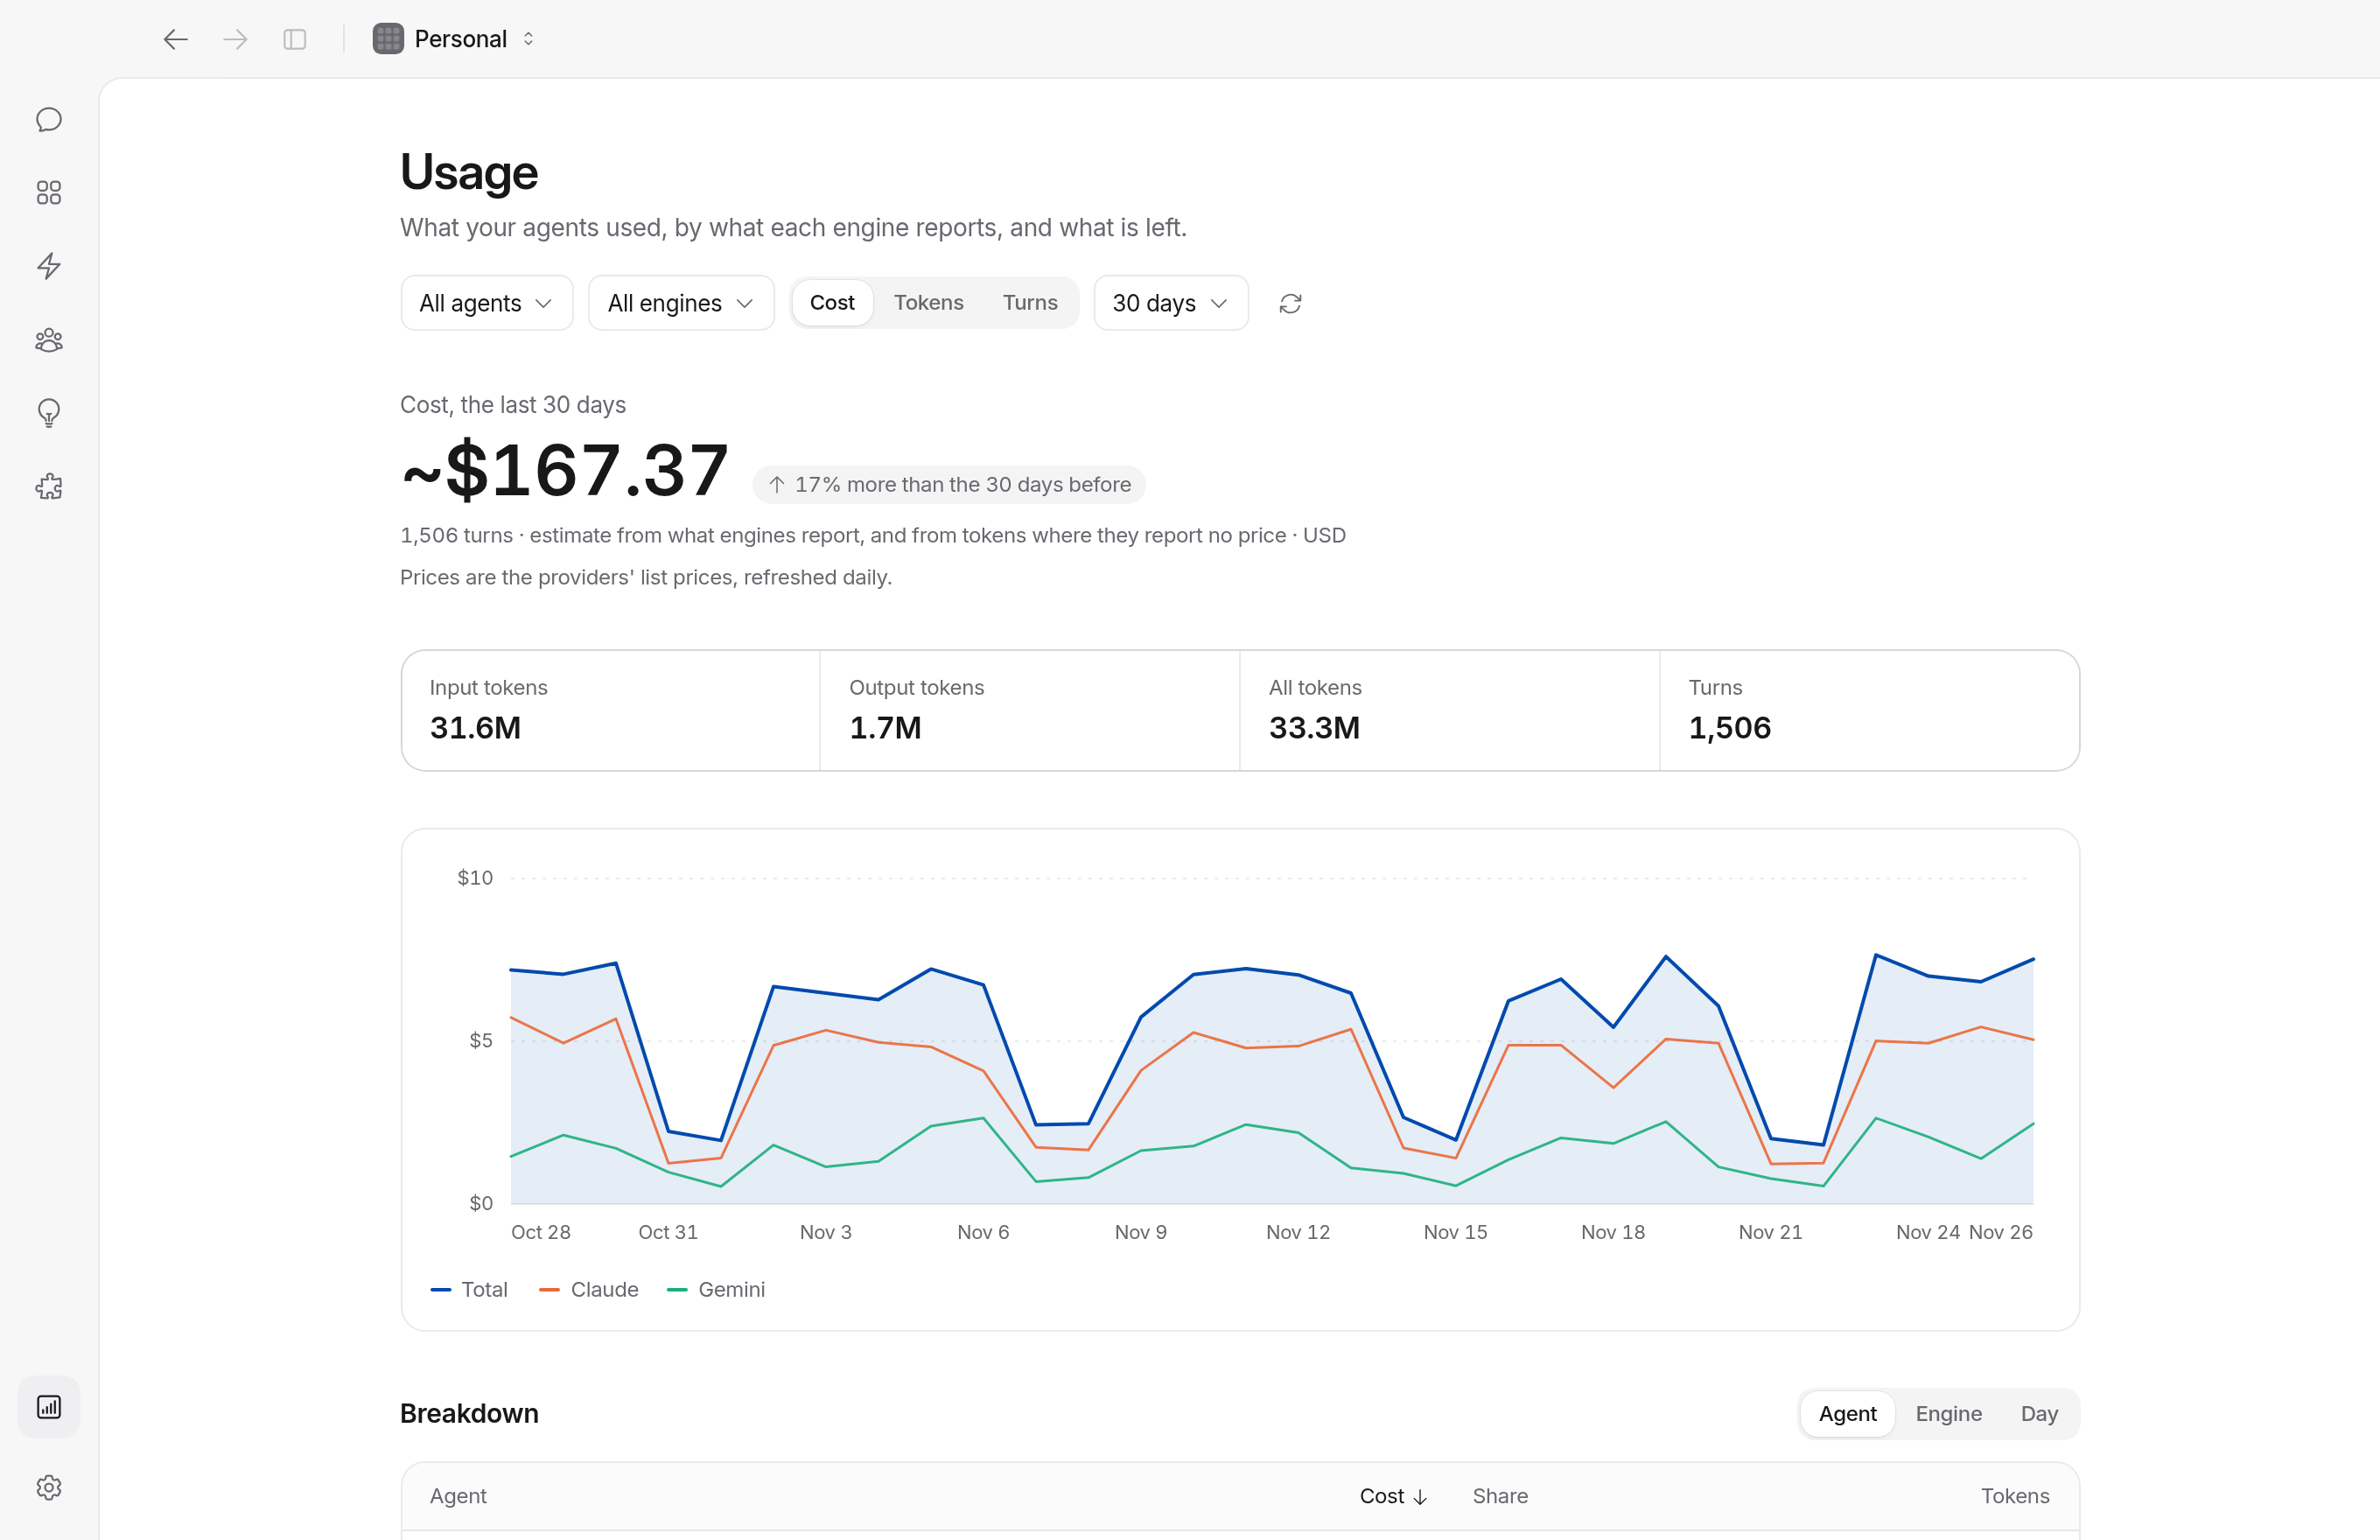 Personal
Usage
What your agents used, by what each engine reports, and what is left.
All agents All engines Cost Tokens Turns 30 days
Cost, the last 30 days
~$167.37 ↑ 17% more than the 30 days before
1,506 turns · estimate from what engines report, and from tokens where they report no price · USD
Prices are the providers' list prices, refreshed daily.
Input tokens Output tokens All tokens Turns
31.6M 1.7M 33.3M 1,506
$10
$5
$0
Oct 28 Oct 31 Nov 3 Nov 6 Nov 9 Nov 12 Nov 15 Nov 18 Nov 21 Nov 24 Nov 26
Total Claude Gemini
Breakdown Agent Engine Day
Agent Cost ↓ Share Tokens